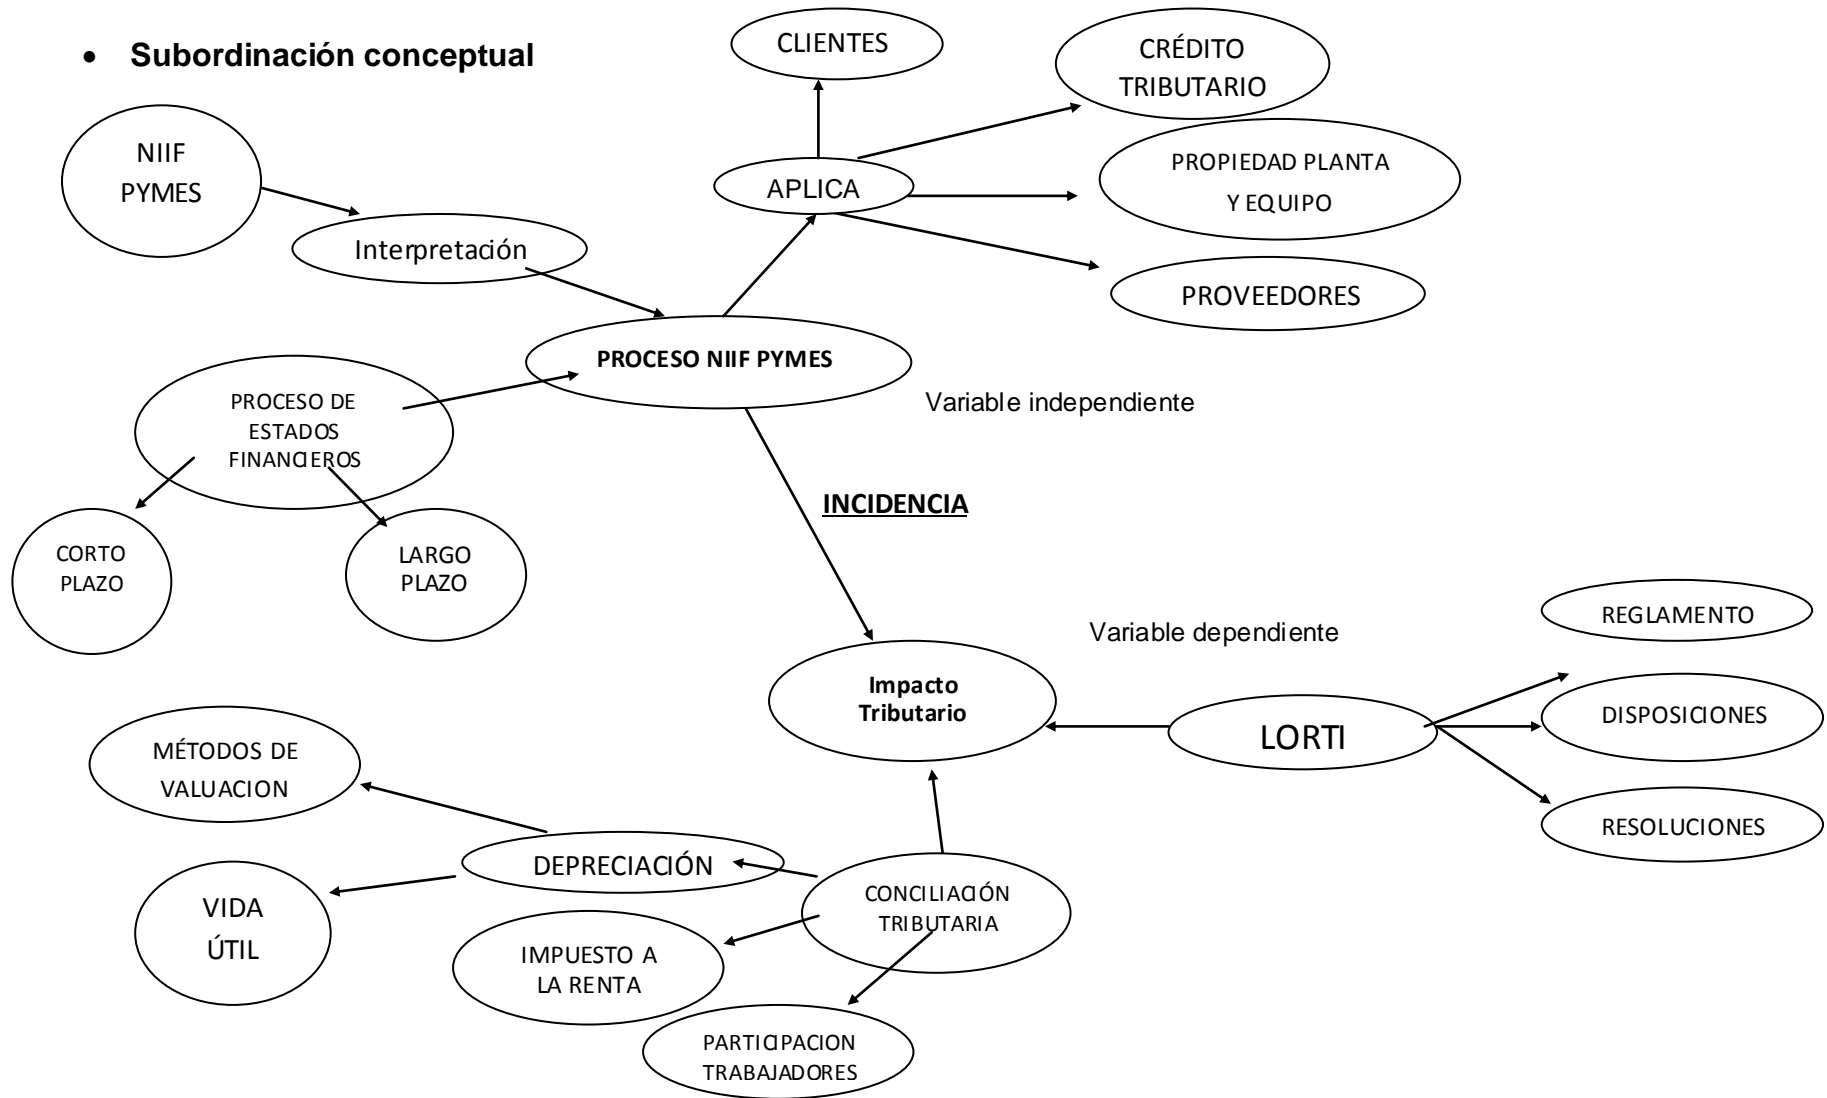 • Subordinación conceptual
CLIENTES
CRÉDITO
TRIBUTARIO
NIIF
PYMES
PROPIEDAD PLANTA
Y EQUIPO
APLICA
Interpretación
PROVEEDORES
PROCESO NIIF PYMES
Variable independiente
PROCESO DE
ESTADOS
FINANCIEROS
INCIDENCIA
CORTO
PLAZO
LARGO
PLAZO
Variable dependiente
REGLAMENTO
Impacto
Tributario
LORTI
DISPOSICIONES
RESOLUCIONES
MÉTODOS DE
VALUACION
DEPRECIACIÓN
CONCILIACIÓN
TRIBUTARIA
VIDA
ÚTIL
IMPUESTO A
LA RENTA
PARTICIPACION
TRABAJADORES